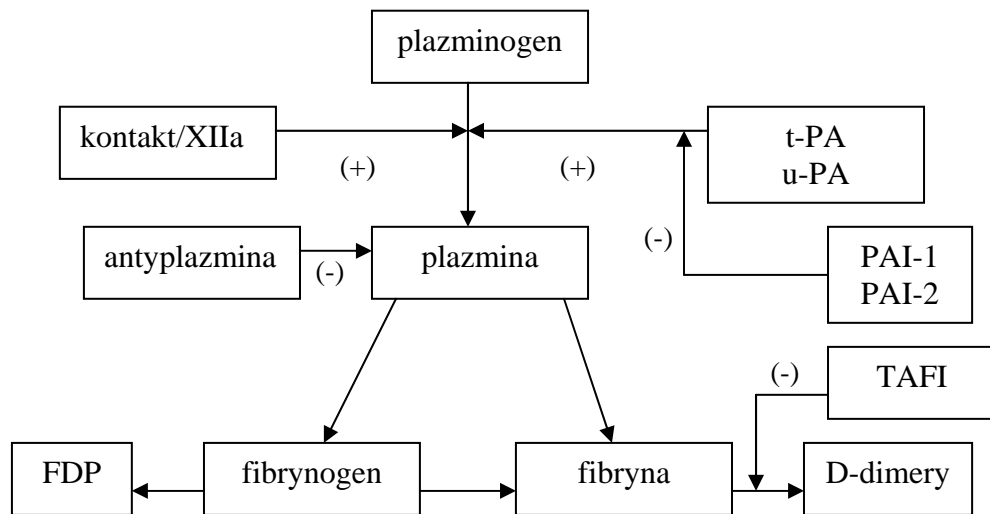 plazminogen
kontakt/XIIa
t-PA
u-PA
(+)
(+)
antyplazmina
(-)
plazmina
(-)
PAI-1
PAI-2
(-)
TAFI
FDP
fibrynogen
fibryna
D-dimery